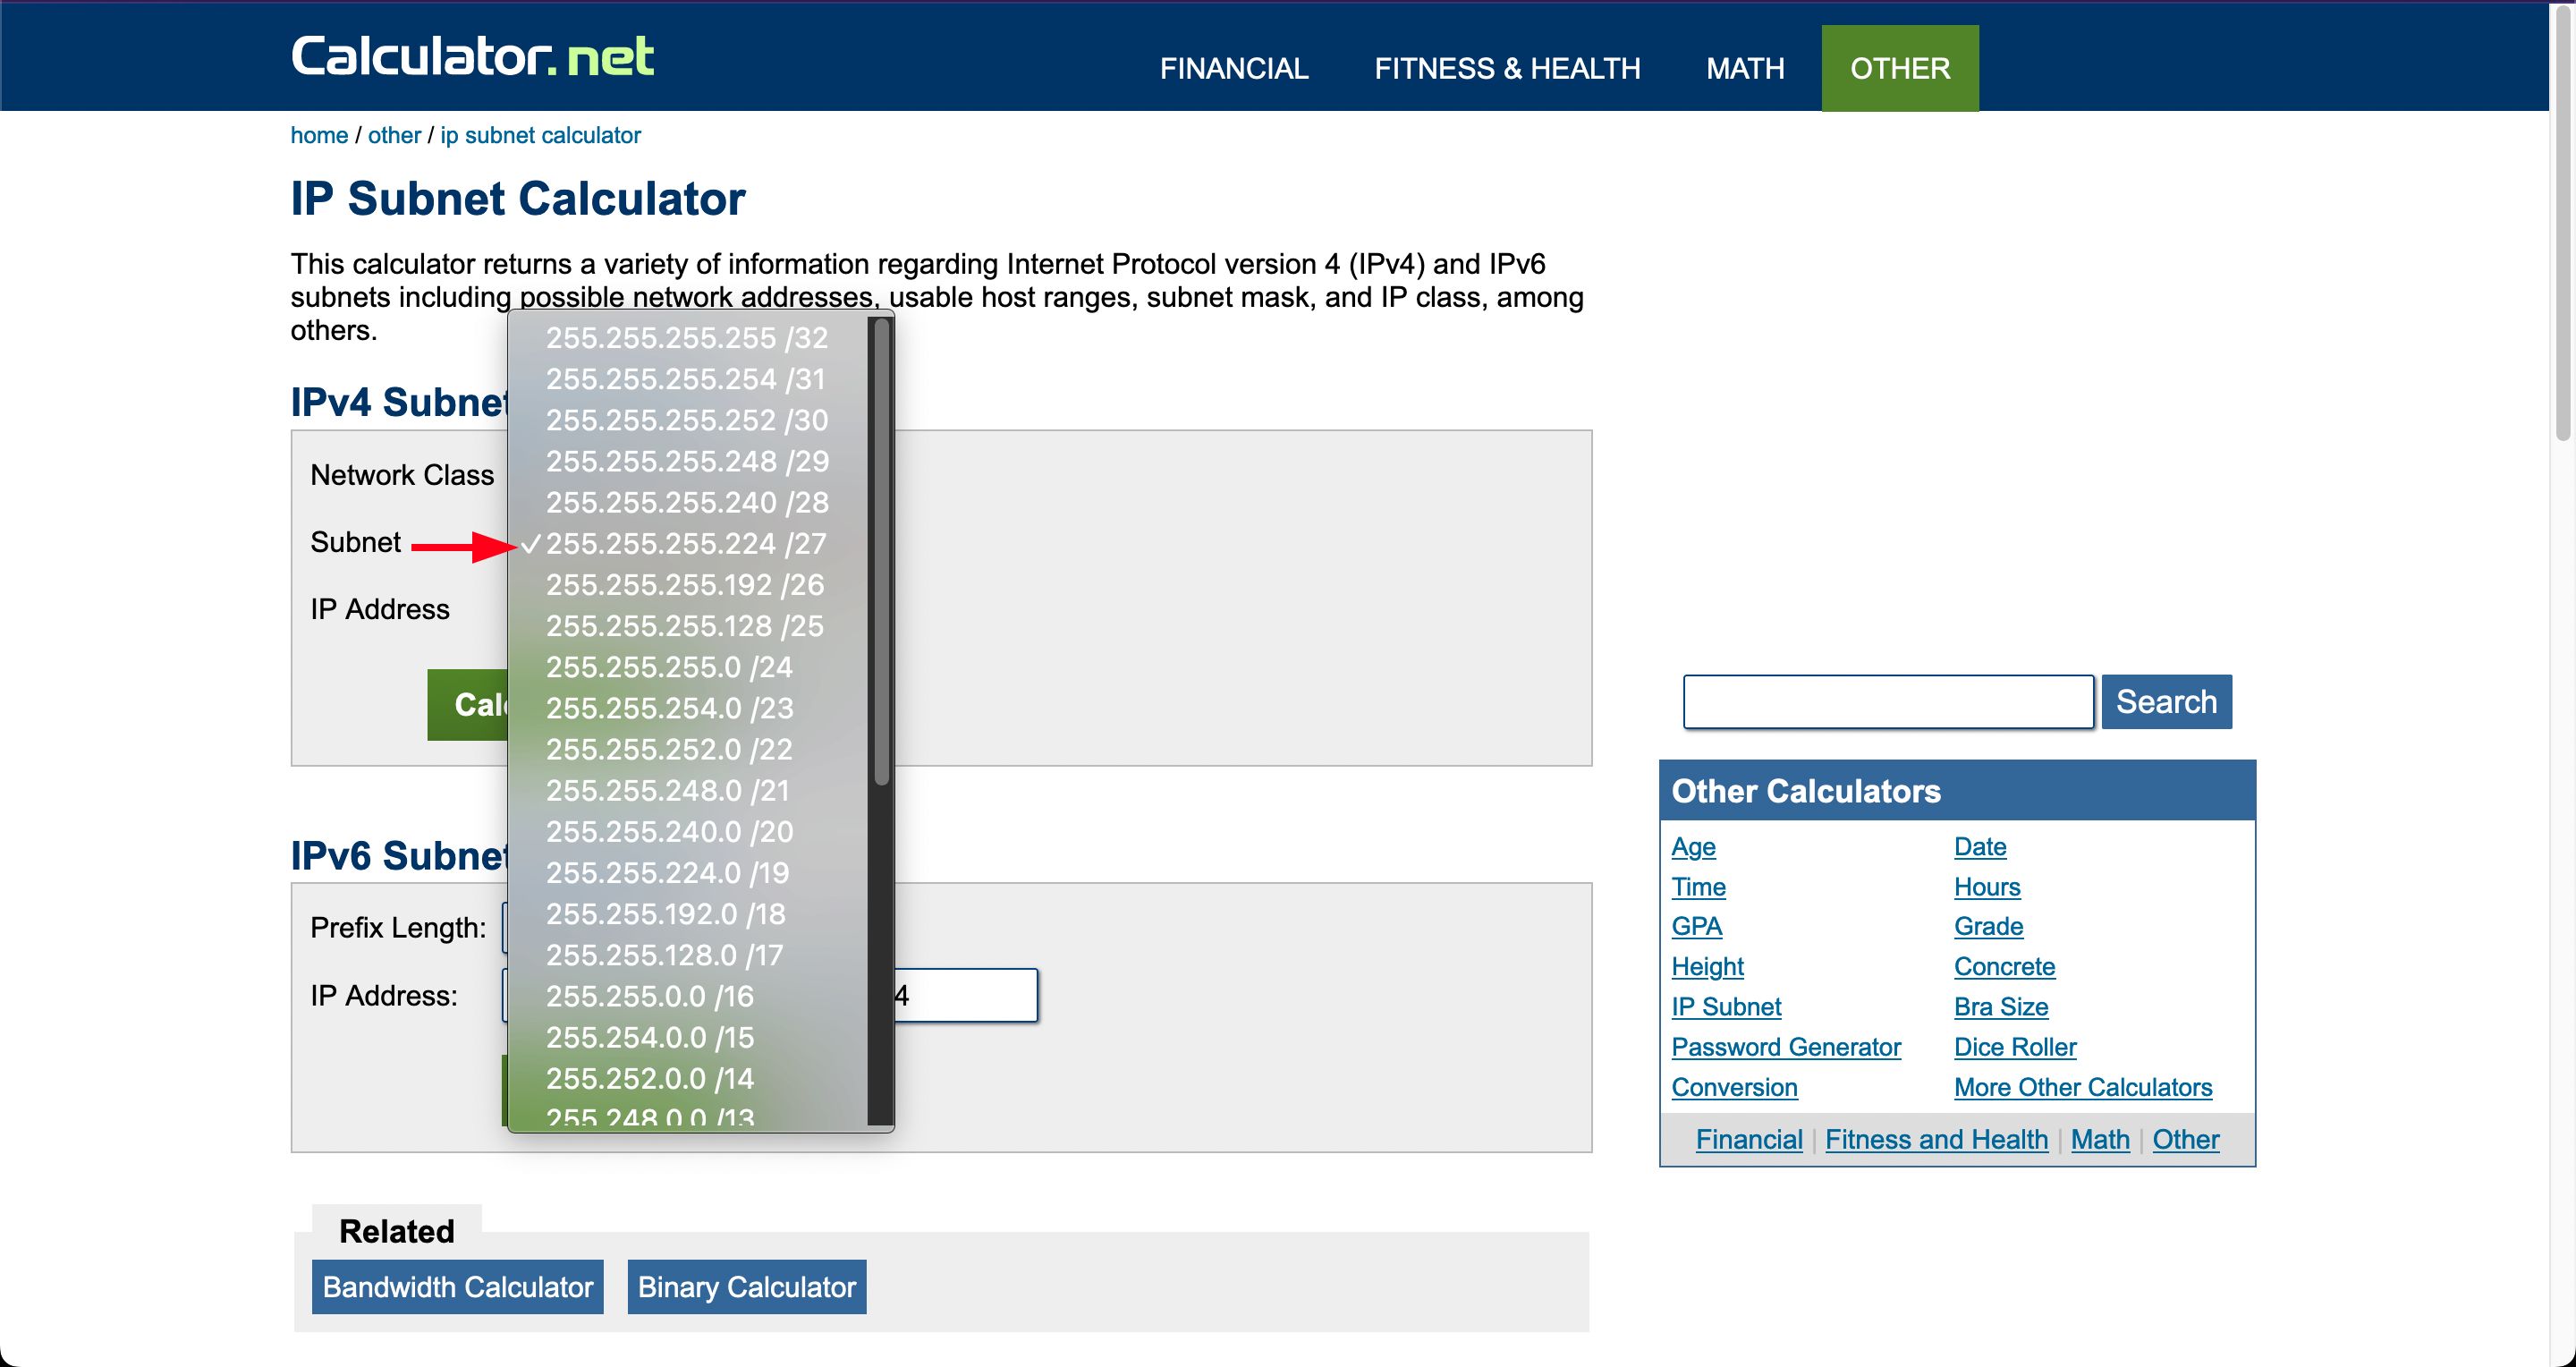 Calculator.net
FINANCIAL FITNESS & HEALTH MATH OTHER
home / other / ip subnet calculator
IP Subnet Calculator
This calculator returns a variety of information regarding Internet Protocol version 4 (IPv4) and IPv6
subnets including possible network addresses, usable host ranges, subnet mask, and IP class, among
others.
IPv4 Subnet
Network Class
Subnet
IP Address
255.255.255.255 /32
255.255.255.254 /31
255.255.255.252 /30
255.255.255.248 /29
255.255.255.240 /28
✓ 255.255.255.224 /27
255.255.255.192 /26
255.255.255.128 /25
255.255.255.0 /24
255.255.254.0 /23
255.255.252.0 /22
255.255.248.0 /21
255.255.240.0 /20
255.255.224.0 /19
255.255.192.0 /18
255.255.128.0 /17
255.255.0.0 /16
255.254.0.0 /15
255.252.0.0 /14
255.248.0.0 /13
IPv6 Subnet
Prefix Length:
IP Address:
4
Related
Bandwidth Calculator Binary Calculator
Search
Other Calculators
Age Date
Time Hours
GPA Grade
Height Concrete
IP Subnet Bra Size
Password Generator Dice Roller
Conversion More Other Calculators
Financial | Fitness and Health | Math | Other